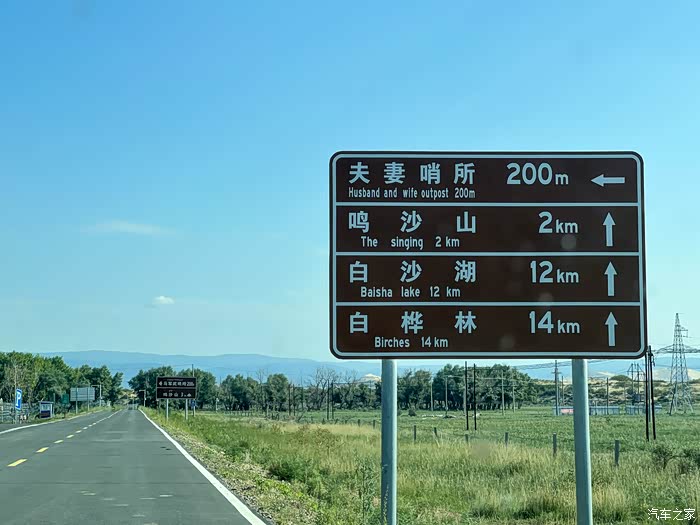 夫妻哨所 200m
Husband and wife outpost 200m
鸣沙山 2km
The singing 2 km
白沙湖 12km
Baisha lake 12 km
白桦林 14km
Birches 14 km
P
汽车之家